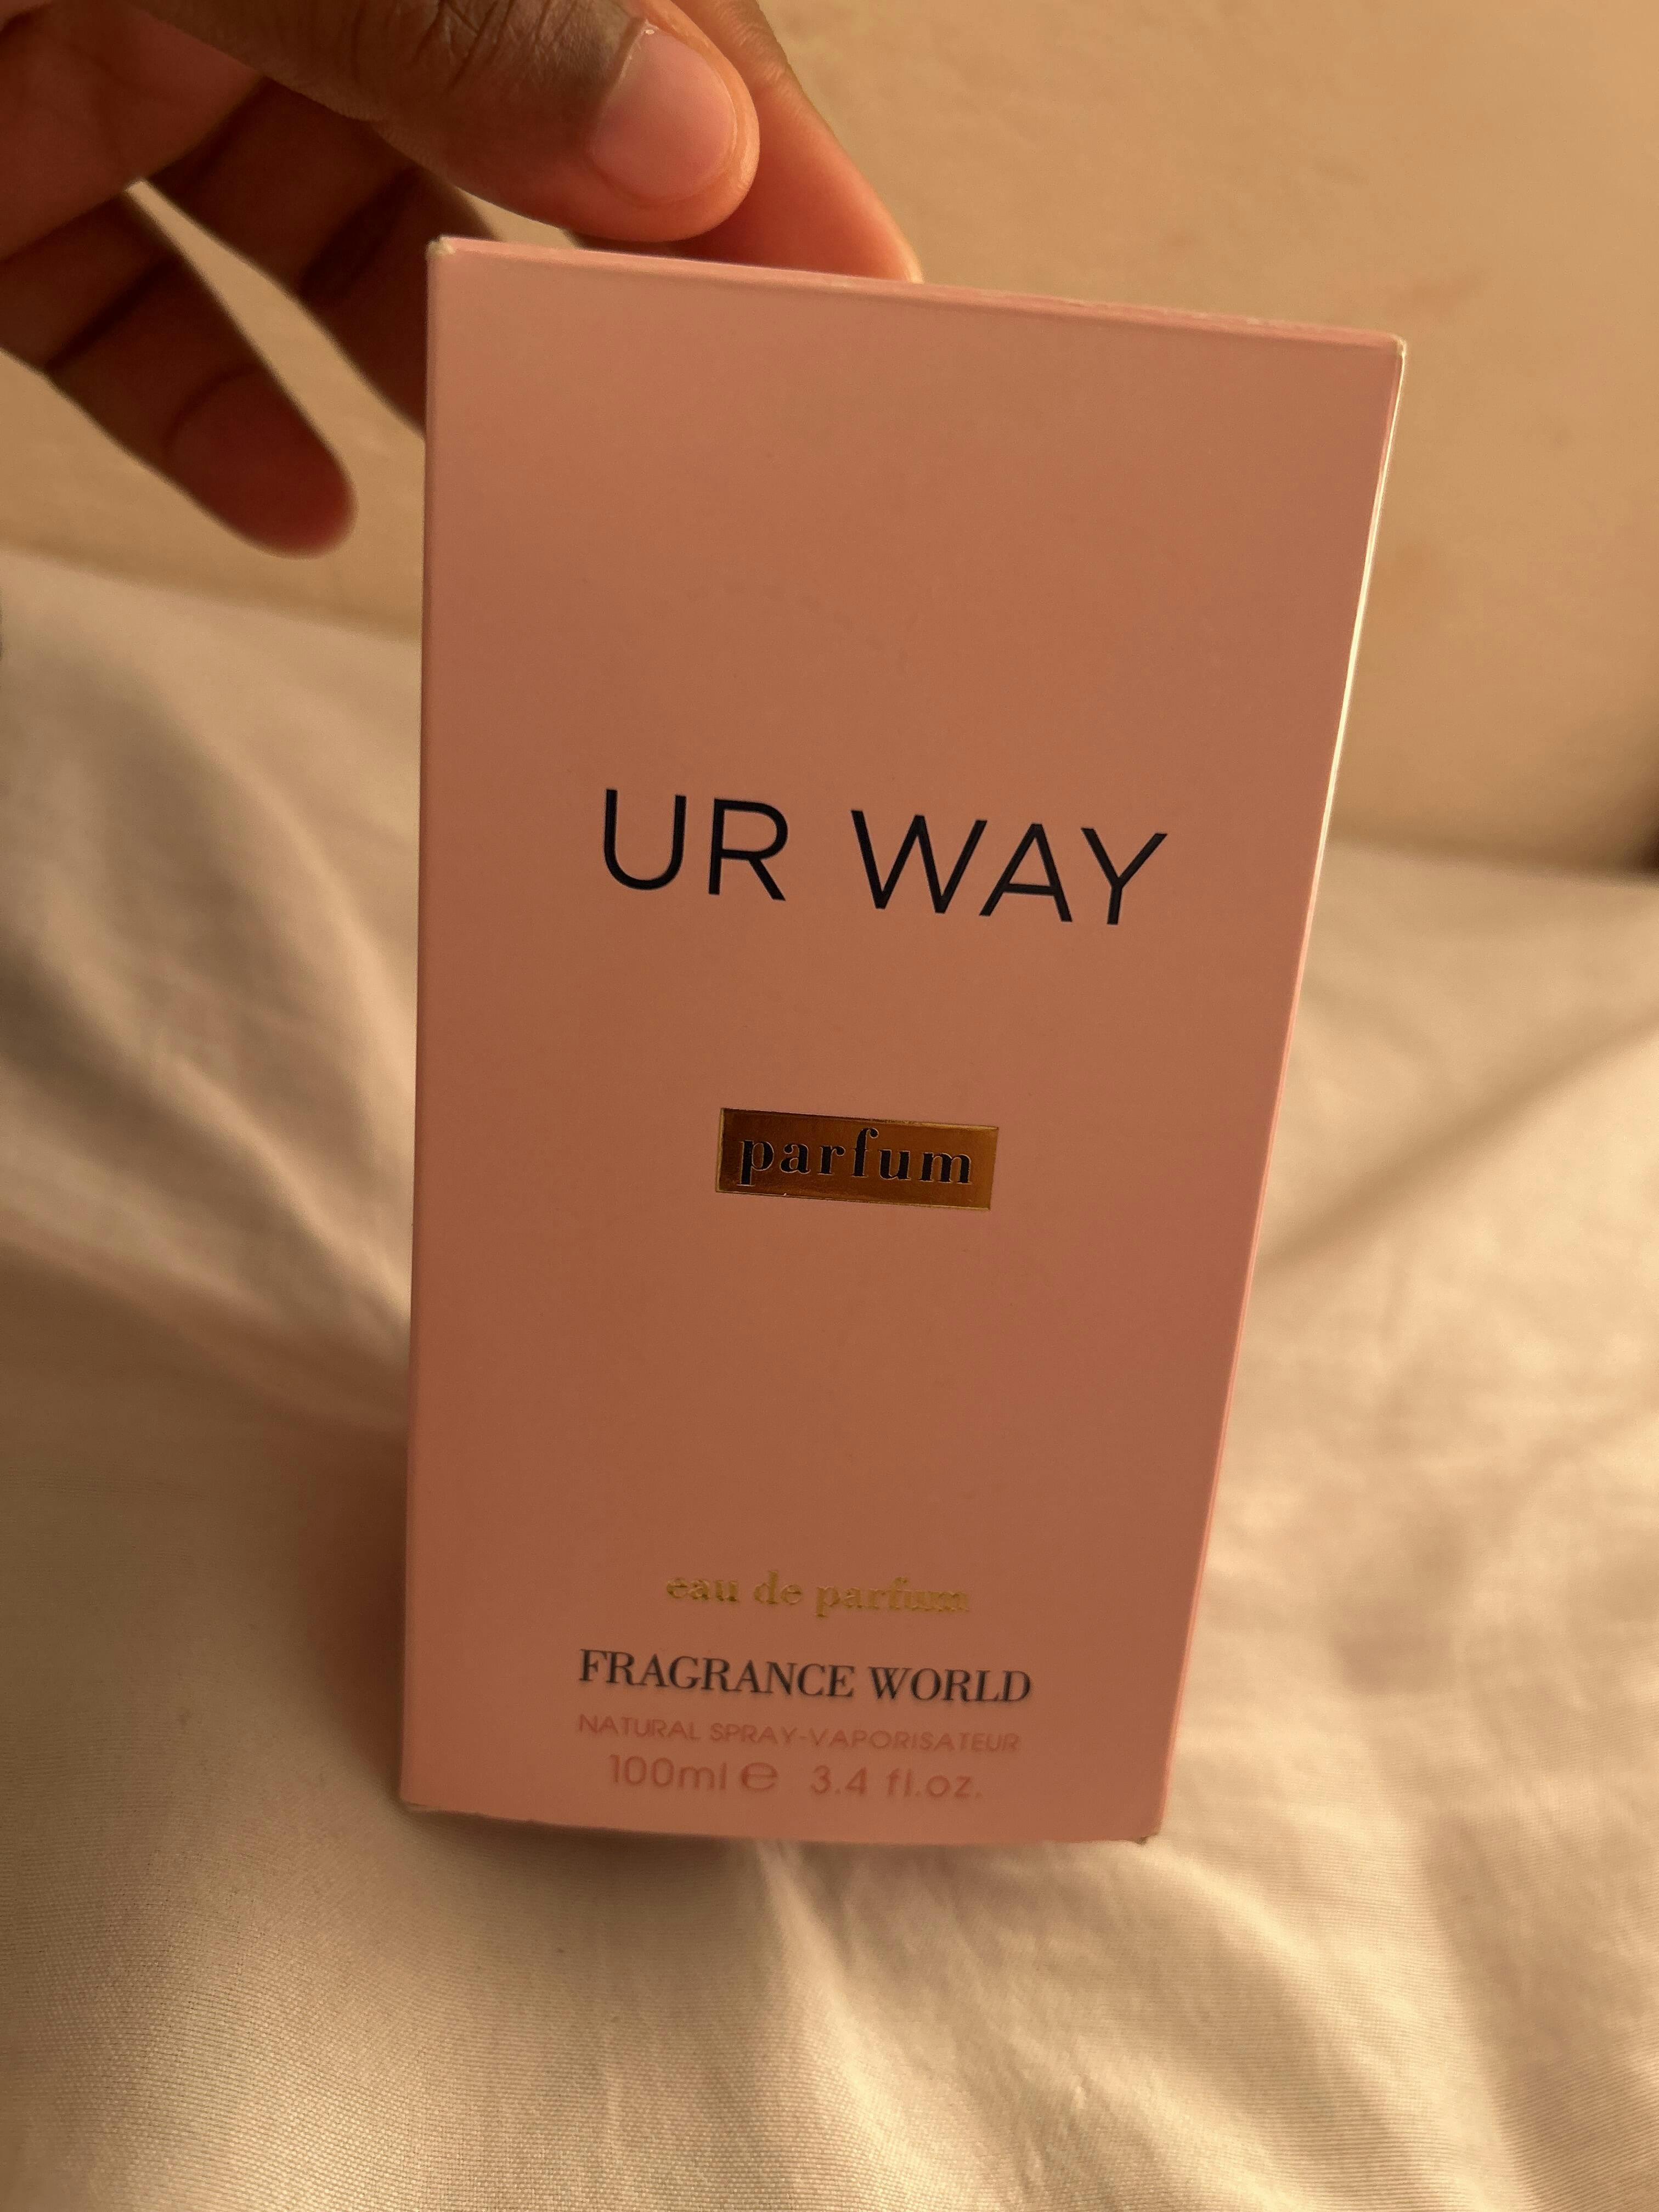 UR WAY
parfum
eau de parfum
FRAGRANCE WORLD
NATURAL SPRAY-VAPORISATEUR
100ml e 3.4 fl.oz.